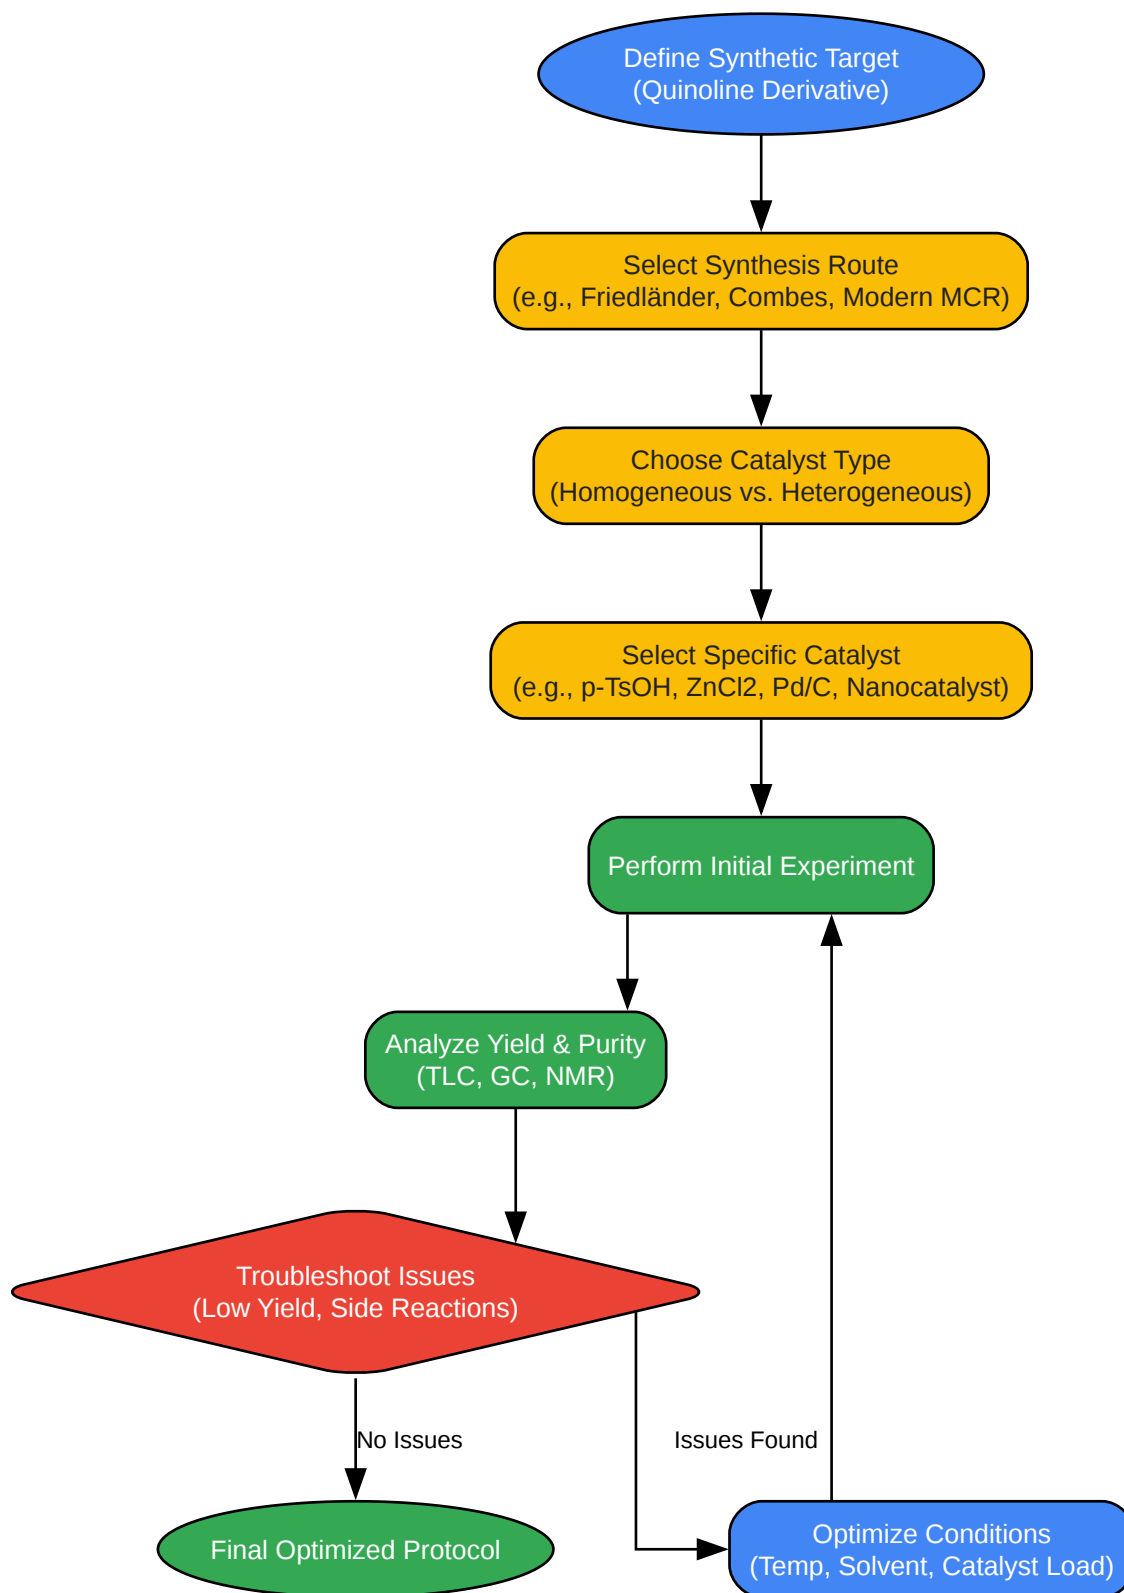 Define Synthetic Target
(Quinoline Derivative)
Select Synthesis Route
(e.g., Friedländer, Combes, Modern MCR)
Choose Catalyst Type
(Homogeneous vs. Heterogeneous)
Select Specific Catalyst
(e.g., p-TsOH, ZnCl2, Pd/C, Nanocatalyst)
Perform Initial Experiment
Analyze Yield & Purity
(TLC, GC, NMR)
Troubleshoot Issues
(Low Yield, Side Reactions)
No Issues
Issues Found
Final Optimized Protocol
Optimize Conditions
(Temp, Solvent, Catalyst Load)